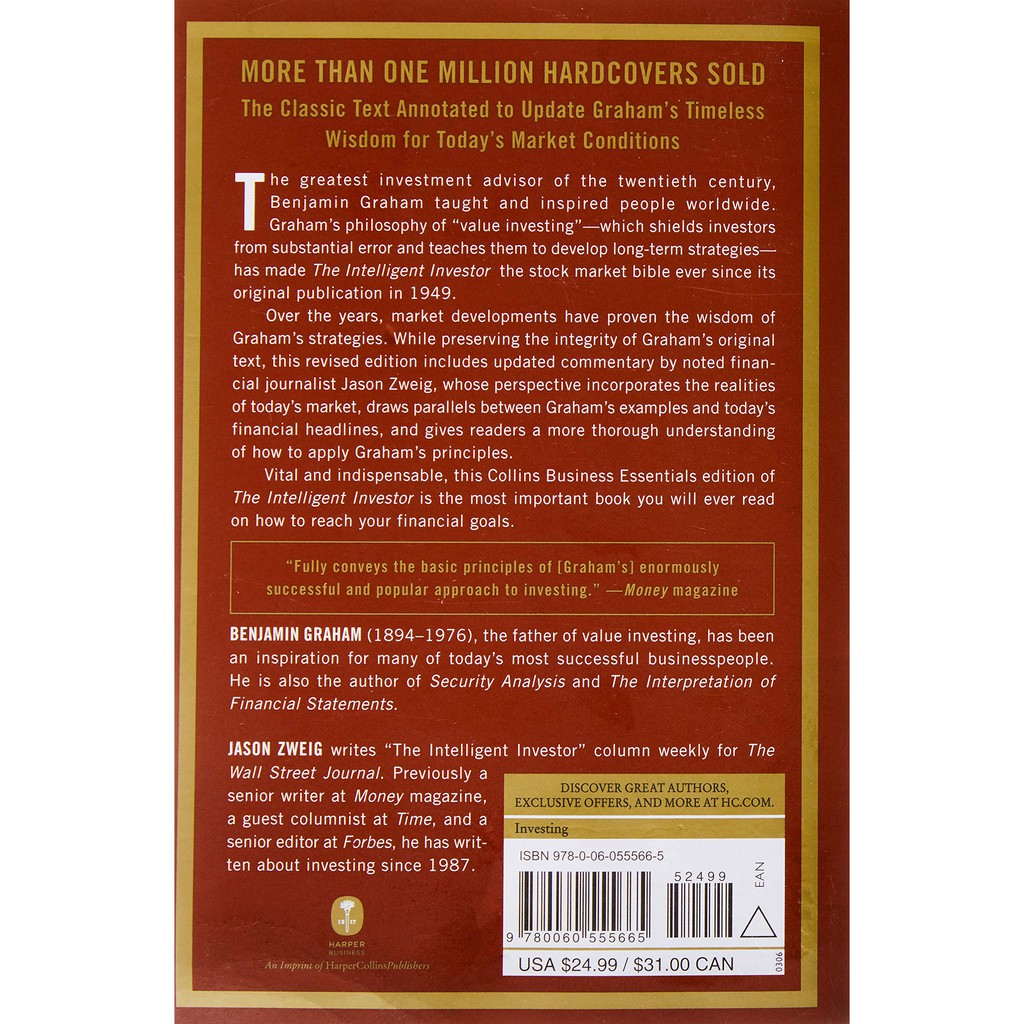 MORE THAN ONE MILLION HARDCOVERS SOLD
The Classic Text Annotated to Update Graham's Timeless
Wisdom for Today's Market Conditions
The greatest investment advisor of the twentieth century,
Benjamin Graham taught and inspired people worldwide.
Graham's philosophy of “value investing”—which shields investors
from substantial error and teaches them to develop long-term strategies—
has made The Intelligent Investor the stock market bible ever since its
original publication in 1949.
Over the years, market developments have proven the wisdom of
Graham's strategies. While preserving the integrity of Graham's original
text, this revised edition includes updated commentary by noted finan-
cial journalist Jason Zweig, whose perspective incorporates the realities
of today's market, draws parallels between Graham's examples and today's
financial headlines, and gives readers a more thorough understanding
of how to apply Graham's principles.
Vital and indispensable, this Collins Business Essentials edition of
The Intelligent Investor is the most important book you will ever read
on how to reach your financial goals.
“Fully conveys the basic principles of [Graham's] enormously
successful and popular approach to investing.” —Money magazine
BENJAMIN GRAHAM (1894–1976), the father of value investing, has been
an inspiration for many of today's most successful businesspeople.
He is also the author of Security Analysis and The Interpretation of
Financial Statements.
JASON ZWEIG writes “The Intelligent Investor” column weekly for The
Wall Street Journal. Previously a
senior writer at Money magazine,
a guest columnist at Time, and a
senior editor at Forbes, he has writ-
ten about investing since 1987.
18 17
HARPER
BUSINESS
An Imprint of HarperCollinsPublishers
DISCOVER GREAT AUTHORS,
EXCLUSIVE OFFERS, AND MORE AT HC.COM.
Investing
ISBN 978-0-06-055566-5
52499
EAN
9 780060 555665
USA $24.99 / $31.00 CAN
0306